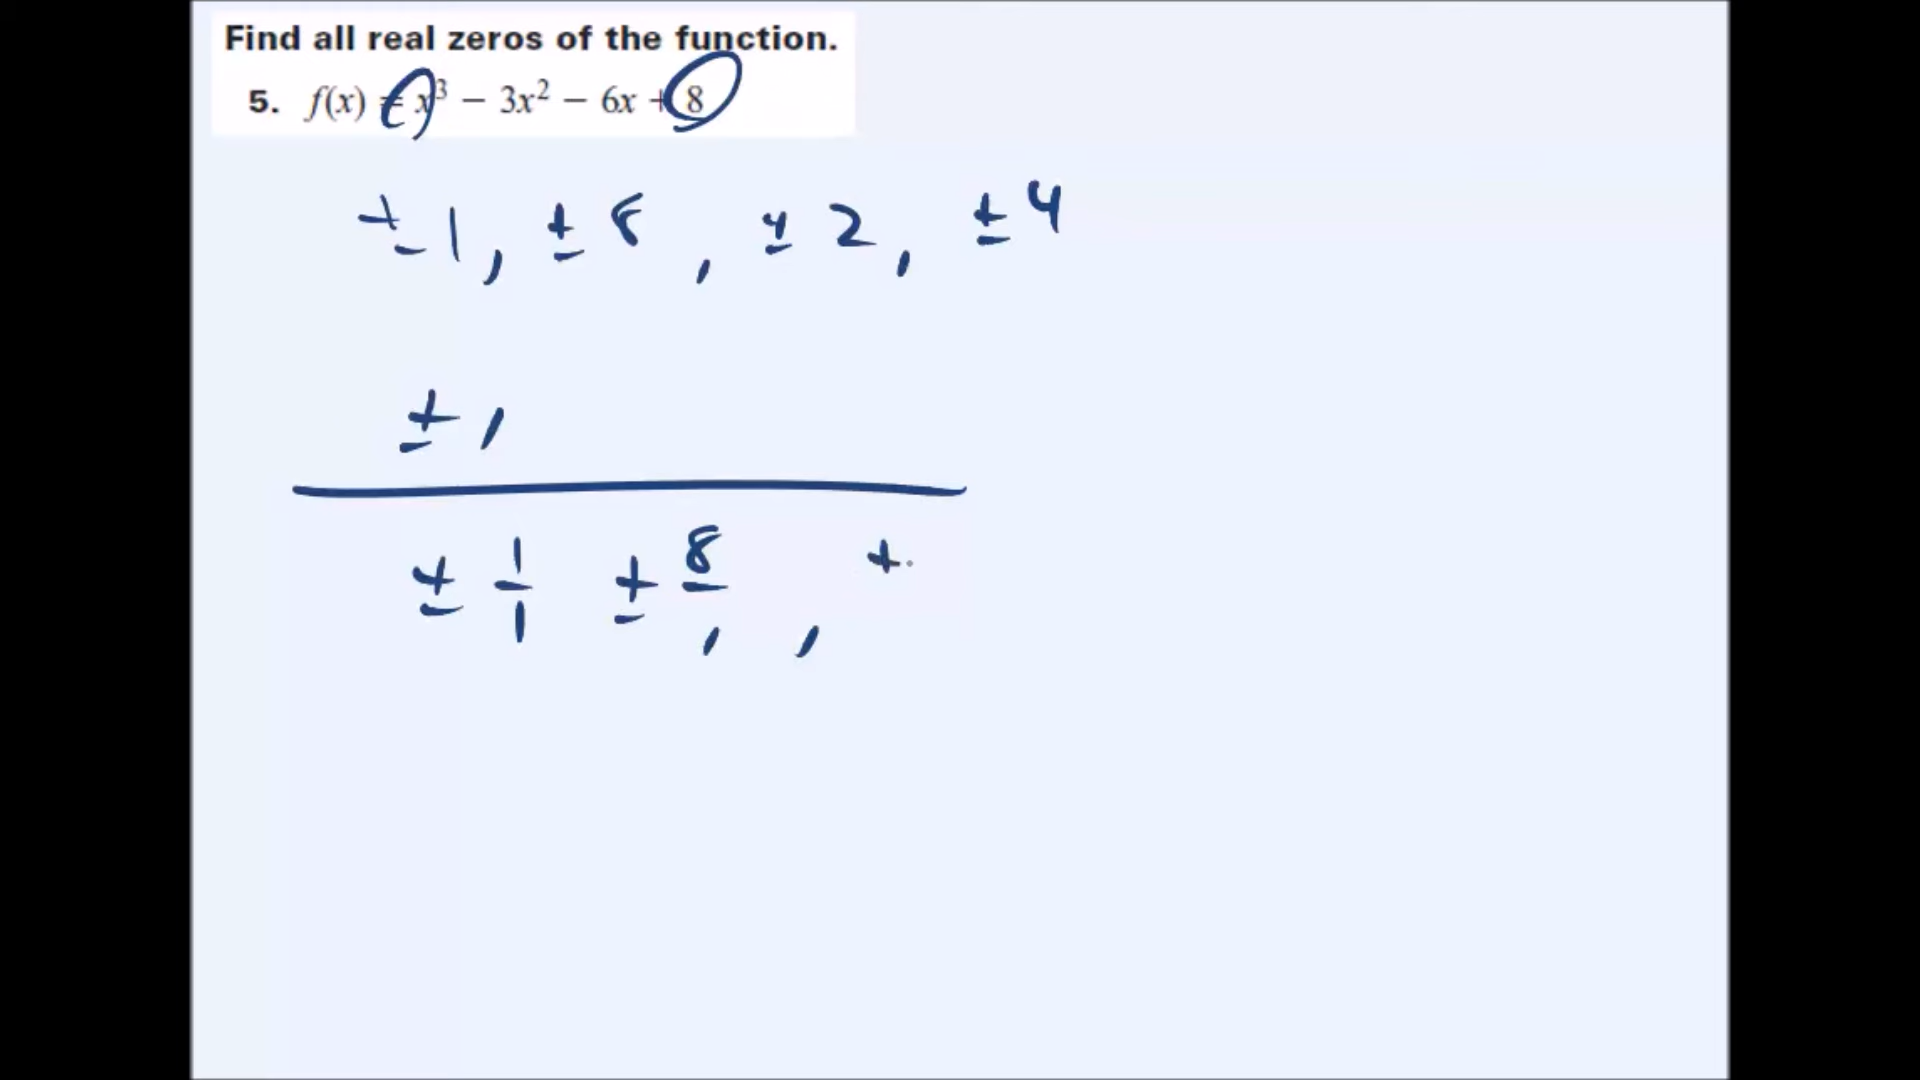 Find all real zeros of the function.
5. f(x) = x³ − 3x² − 6x + 8
± 1, ± 8, ± 2, ± 4
± 1
± 1/1 ± 8/1, +